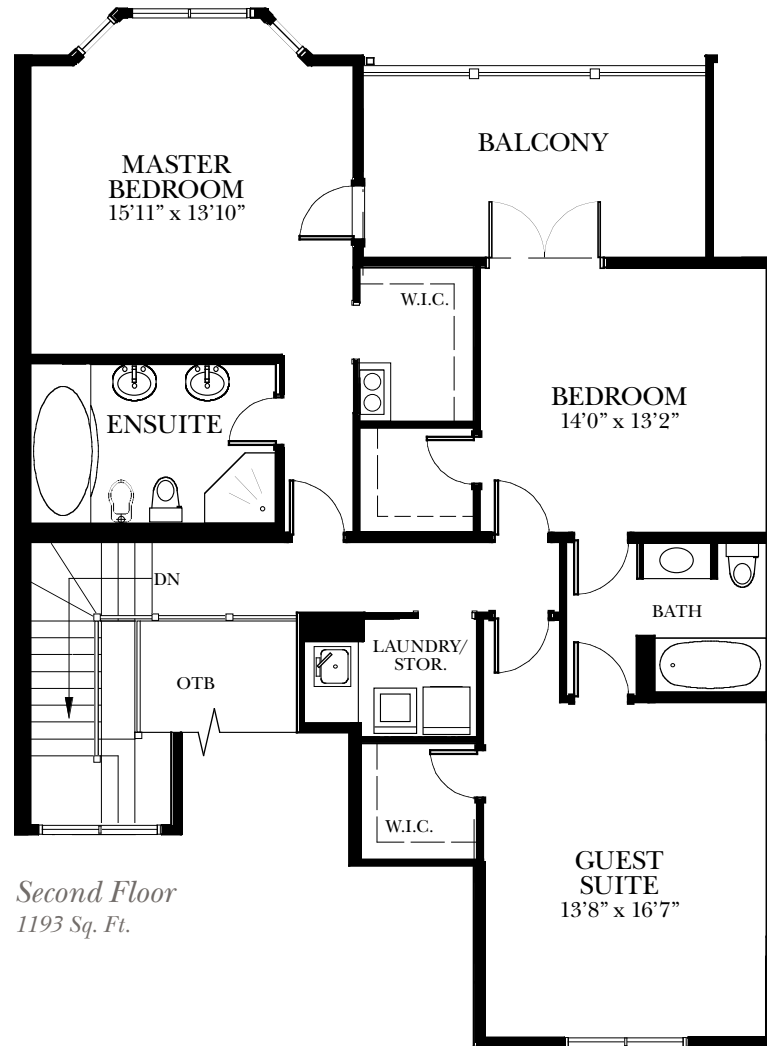 BALCONY
MASTER
BEDROOM
15’11” x 13’10”
W.I.C.
BEDROOM
14’0” x 13’2”
ENSUITE
DN
BATH
LAUNDRY/
STOR.
OTB
W.I.C.
GUEST
SUITE
13’8” x 16’7”
Second Floor
1193 Sq. Ft.